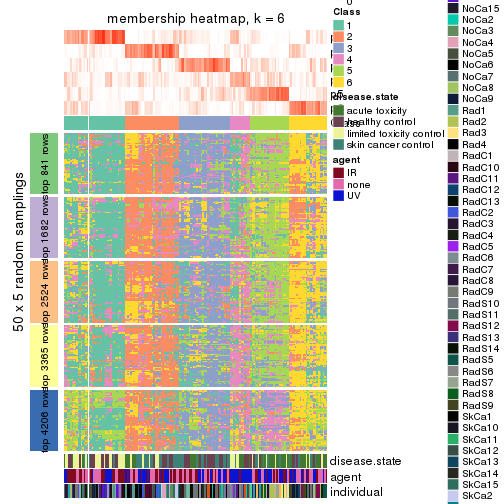 membership heatmap, k = 6
50 x 5 random samplings
top 841 rows
top 1682 rows
top 2524 rows
top 3365 rows
top 4206 rows
disease.state
agent
individual
Class
1
2
3
4
5
6
disease.state
acute toxicity
healthy control
limited toxicity control
skin cancer control
agent
IR
none
UV
NoCa15
NoCa2
NoCa3
NoCa4
NoCa5
NoCa6
NoCa7
NoCa8
NoCa9
Rad1
Rad2
Rad3
Rad4
RadC1
RadC10
RadC11
RadC12
RadC13
RadC2
RadC3
RadC4
RadC5
RadC6
RadC7
RadC8
RadC9
RadS10
RadS11
RadS12
RadS13
RadS14
RadS5
RadS6
RadS7
RadS8
RadS9
SkCa1
SkCa10
SkCa11
SkCa12
SkCa13
SkCa14
SkCa15